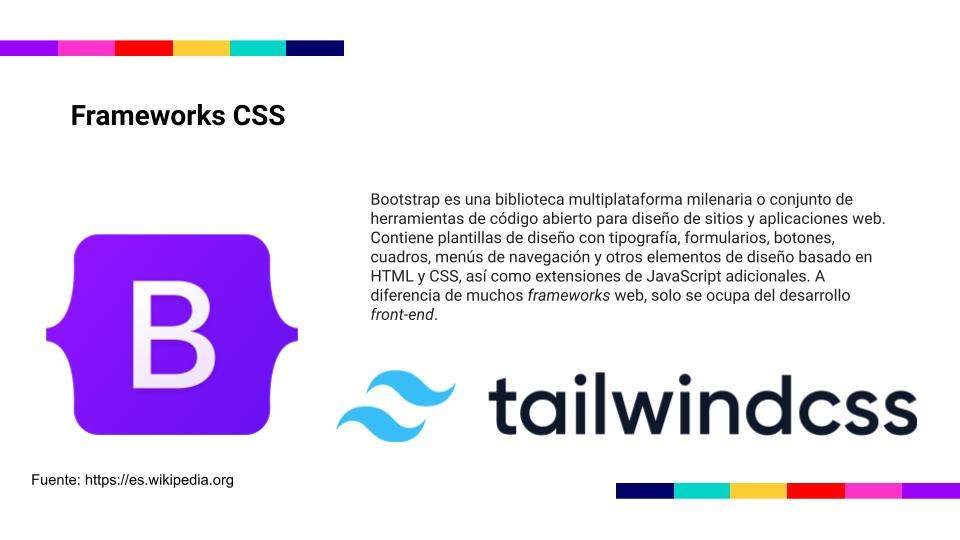 Frameworks CSS
Bootstrap es una biblioteca multiplataforma milenaria o conjunto de
herramientas de código abierto para diseño de sitios y aplicaciones web.
Contiene plantillas de diseño con tipografía, formularios, botones,
cuadros, menús de navegación y otros elementos de diseño basado en
HTML y CSS, así como extensiones de JavaScript adicionales. A
diferencia de muchos frameworks web, solo se ocupa del desarrollo
front-end.
B
tailwindcss
Fuente: https://es.wikipedia.org